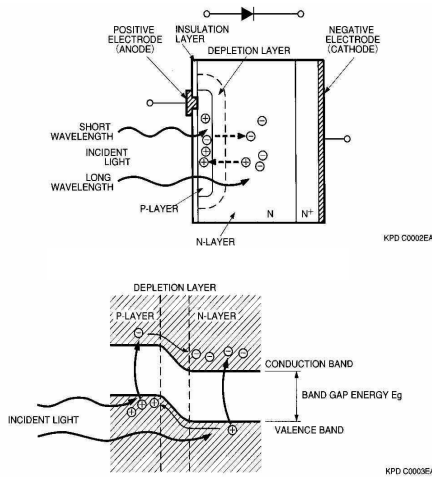 POSITIVE
ELECTRODE
(ANODE)
INSULATION
LAYER
DEPLETION LAYER
NEGATIVE
ELECTRODE
(CATHODE)
SHORT
WAVELENGTH
INCIDENT
LIGHT
LONG
WAVELENGTH
P-LAYER
N
N+
N-LAYER
KPD C0002EA
DEPLETION LAYER
P-LAYER
N-LAYER
CONDUCTION BAND
BAND GAP ENERGY Eg
INCIDENT LIGHT
VALENCE BAND
KPD C0003EA